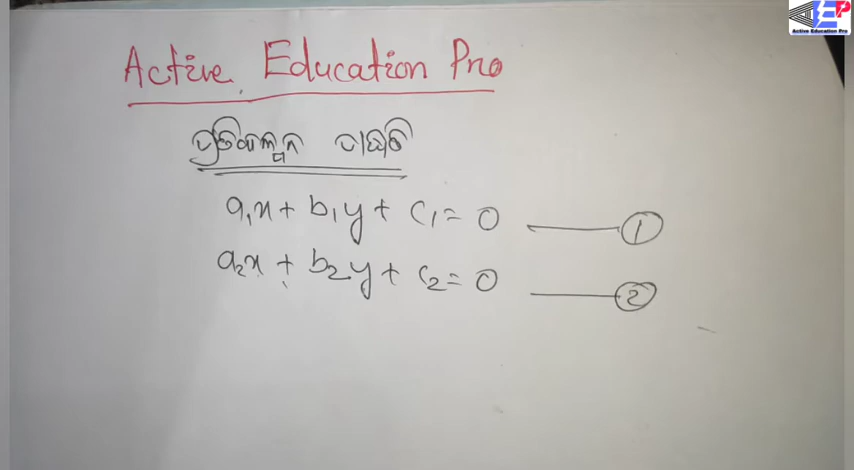 Active Education Pro
Active Education Pro
ପ୍ରତିକଳ୍ପନ ପଦ୍ଧତି
a₁x + b₁y + c₁ = 0 —— ①
a₂x + b₂y + c₂ = 0 —— ②